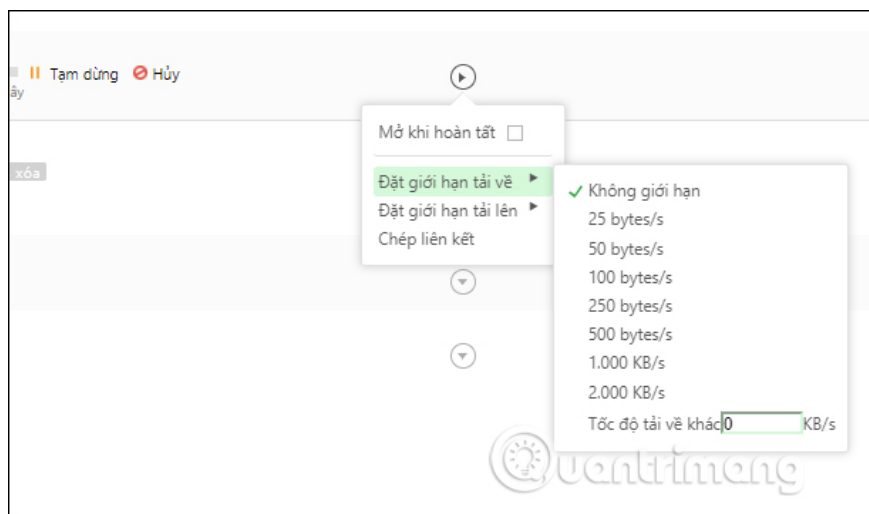 Tạm dừng Hủy
ây
xóa
Mở khi hoàn tất
Đặt giới hạn tải về
Đặt giới hạn tải lên
Chép liên kết
Không giới hạn
25 bytes/s
50 bytes/s
100 bytes/s
250 bytes/s
500 bytes/s
1.000 KB/s
2.000 KB/s
Tốc độ tải về khác 0 KB/s
Quantrimang